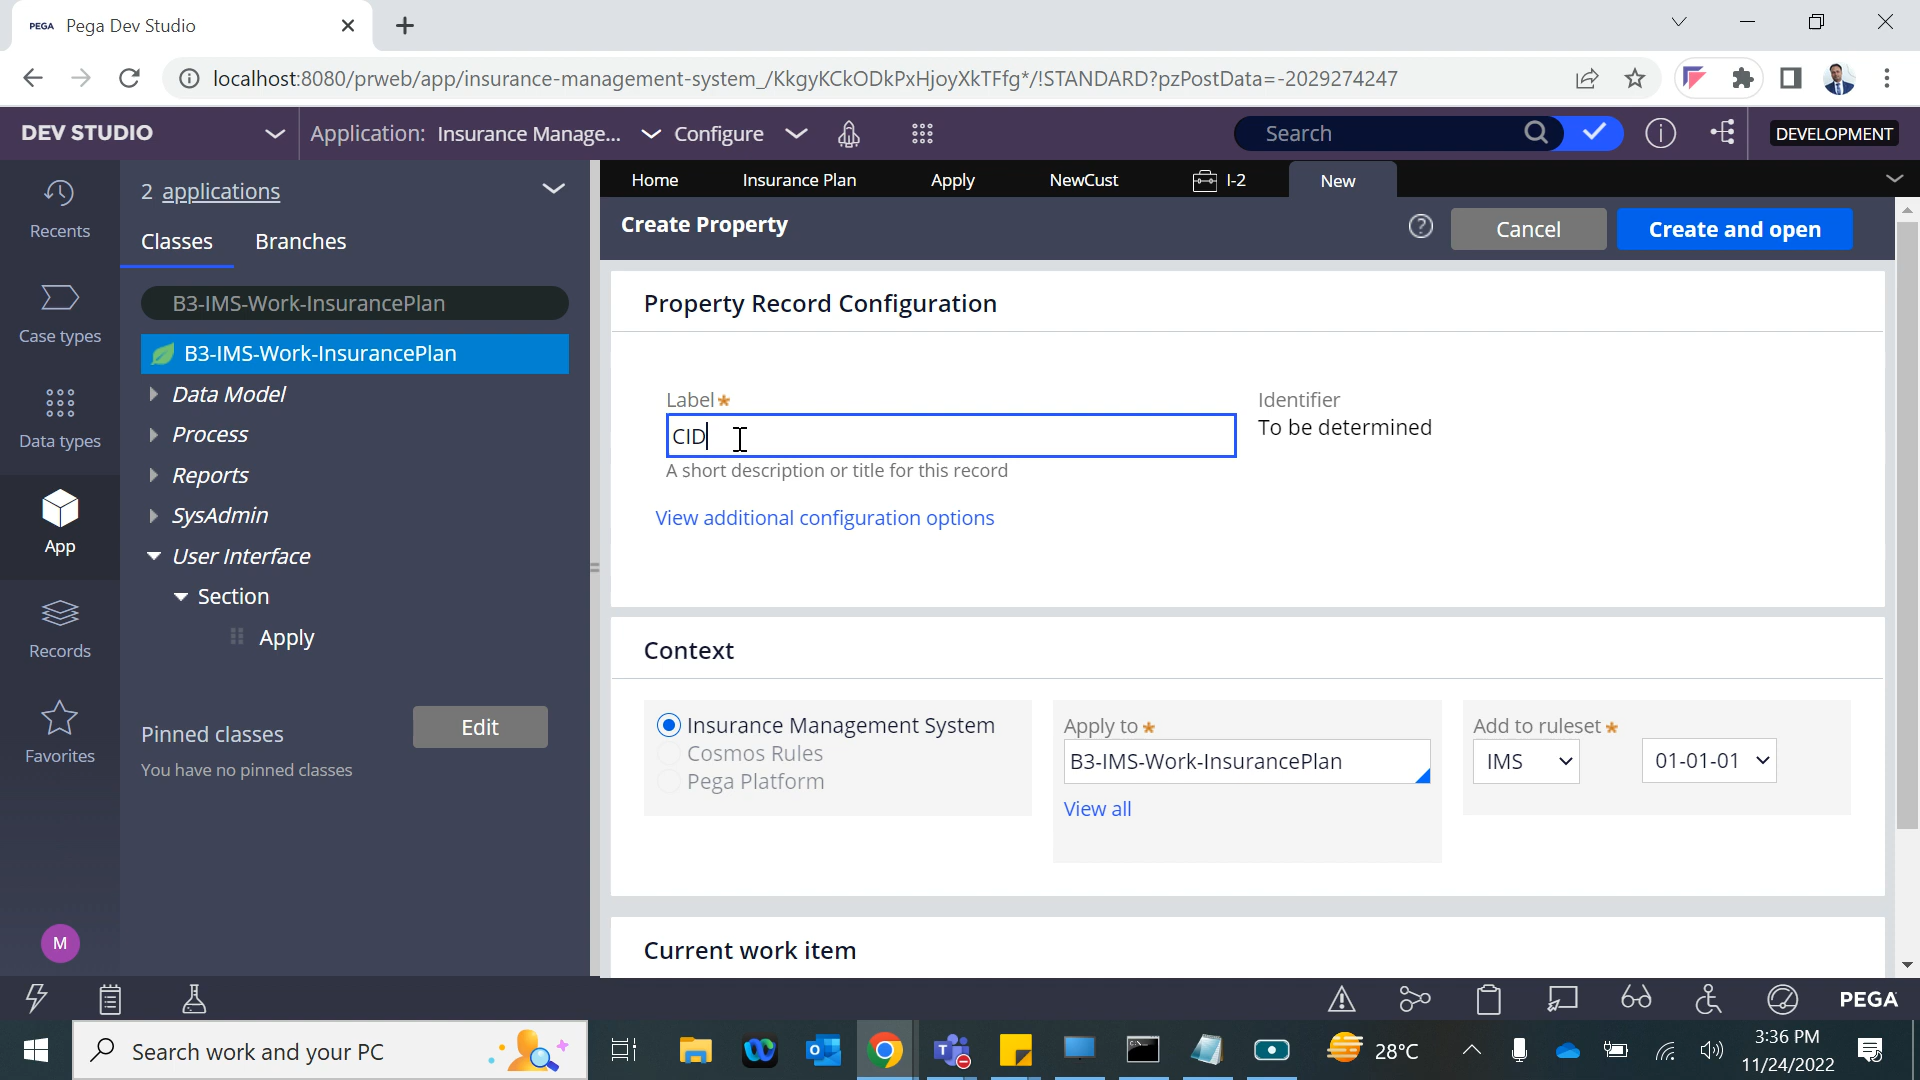 PEGA Pega Dev Studio
localhost:8080/prweb/app/insurance-management-system_/KkgyKCkODkPxHjoyXkTFfg*/!STANDARD?pzPostData=-2029274247
DEV STUDIO
Application: Insurance Manage... Configure
Search
DEVELOPMENT
Recents
Case types
Data types
App
Records
Favorites
M
2 applications
Classes Branches
B3-IMS-Work-InsurancePlan
B3-IMS-Work-InsurancePlan
Data Model
Process
Reports
SysAdmin
User Interface
Section
Apply
Pinned classes
Edit
You have no pinned classes
Home Insurance Plan Apply NewCust I-2 New
Create Property
Cancel Create and open
Property Record Configuration
Label*
Identifier
CID
To be determined
A short description or title for this record
View additional configuration options
Context
Insurance Management System
Cosmos Rules
Pega Platform
Apply to*
B3-IMS-Work-InsurancePlan
View all
Add to ruleset*
IMS 01-01-01
Current work item
PEGA
Search work and your PC
28°C
3:36 PM
11/24/2022